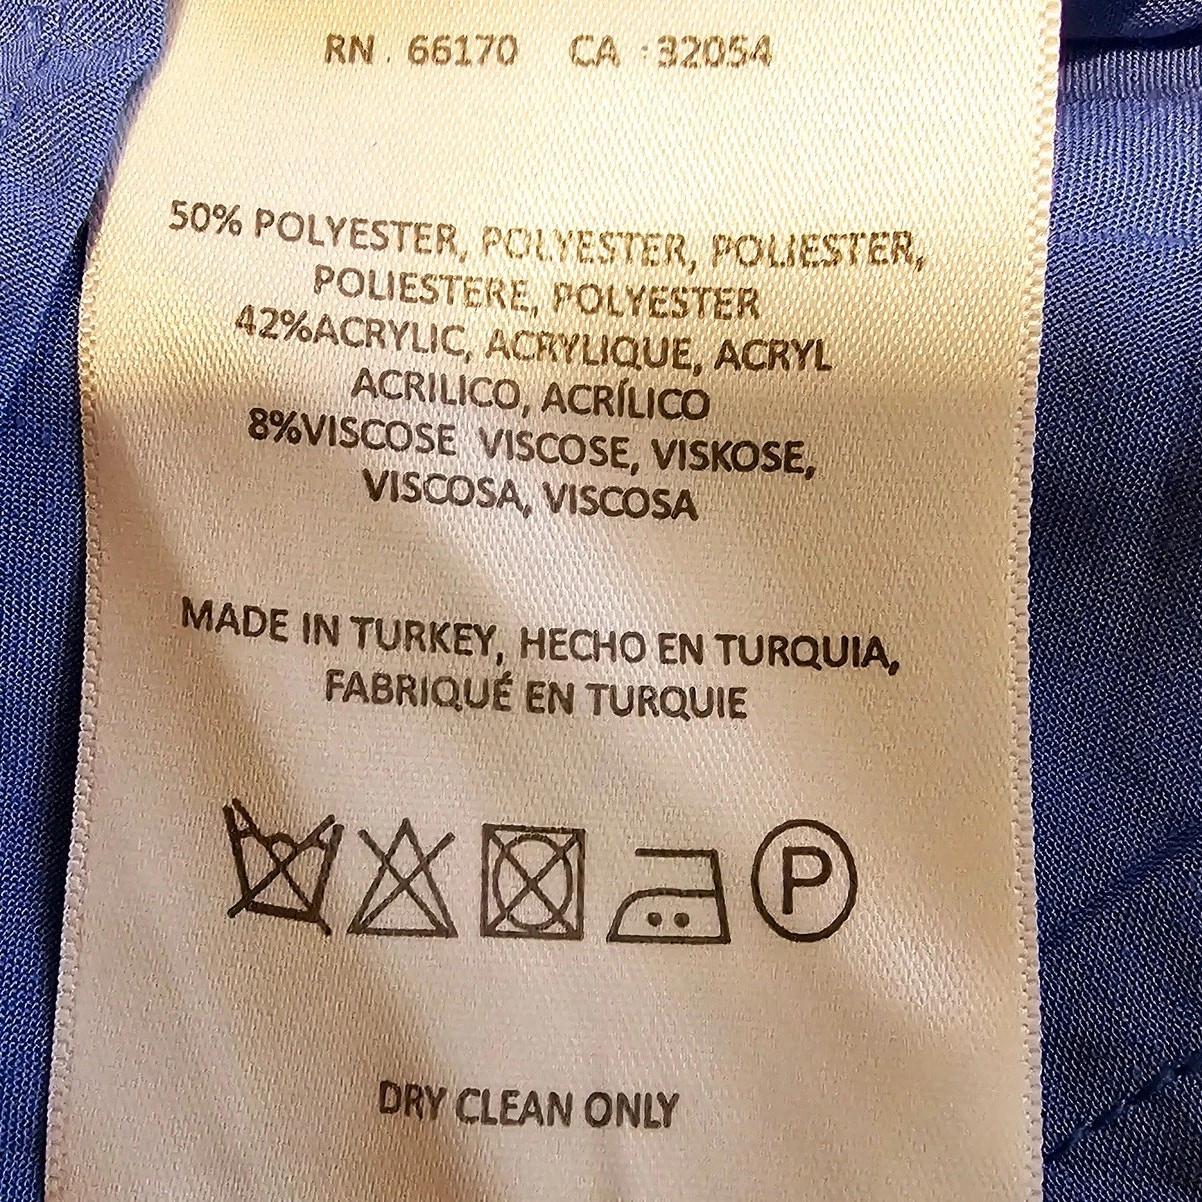 RN . 66170 CA : 32054
50% POLYESTER, POLYESTER, POLIESTER,
POLIESTERE, POLYESTER
42%ACRYLIC, ACRYLIQUE, ACRYL
ACRILICO, ACRÍLICO
8%VISCOSE VISCOSE, VISKOSE,
VISCOSA, VISCOSA
MADE IN TURKEY, HECHO EN TURQUIA,
FABRIQUÉ EN TURQUIE
P
DRY CLEAN ONLY